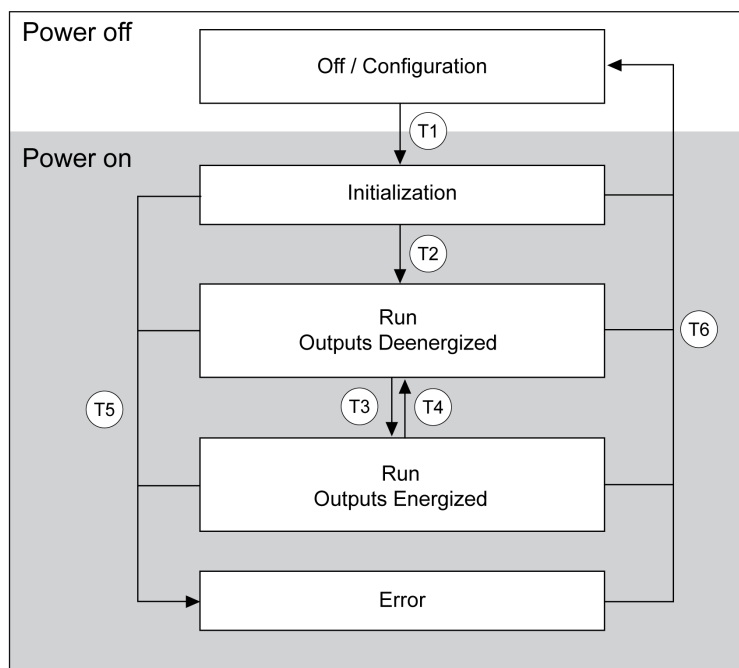 Power off
Off / Configuration
T1
Power on
Initialization
T2
Run
Outputs Deenergized
T6
T5
T3
T4
Run
Outputs Energized
Error